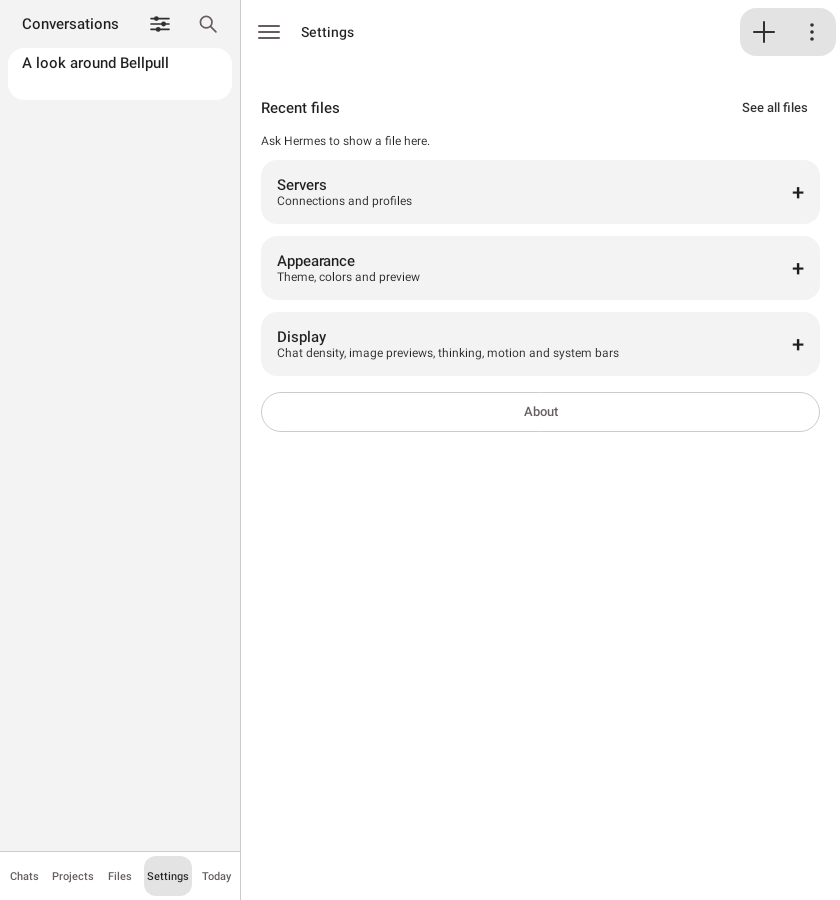 Conversations
A look around Bellpull
Chats
Projects
Files
Settings
Today
Settings
Recent files
See all files
Ask Hermes to show a file here.
Servers
Connections and profiles
+
Appearance
Theme, colors and preview
+
Display
Chat density, image previews, thinking, motion and system bars
+
About